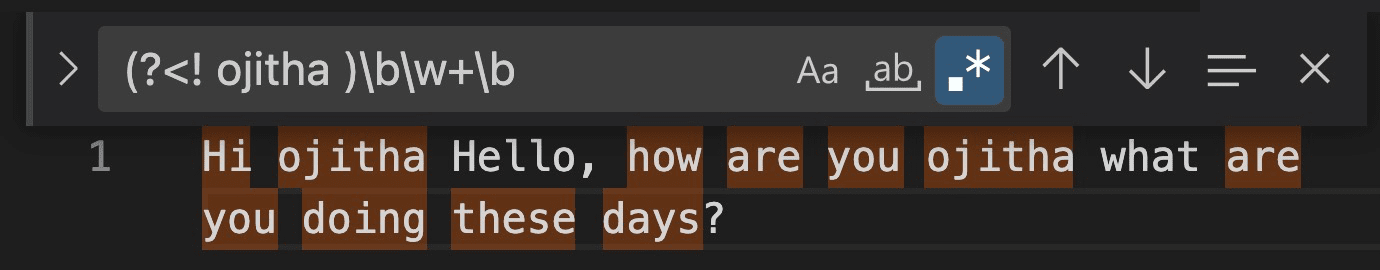 (?<! ojitha )\b\w+\b Aa ab .*
1 Hi ojitha Hello, how are you ojitha what are
you doing these days?